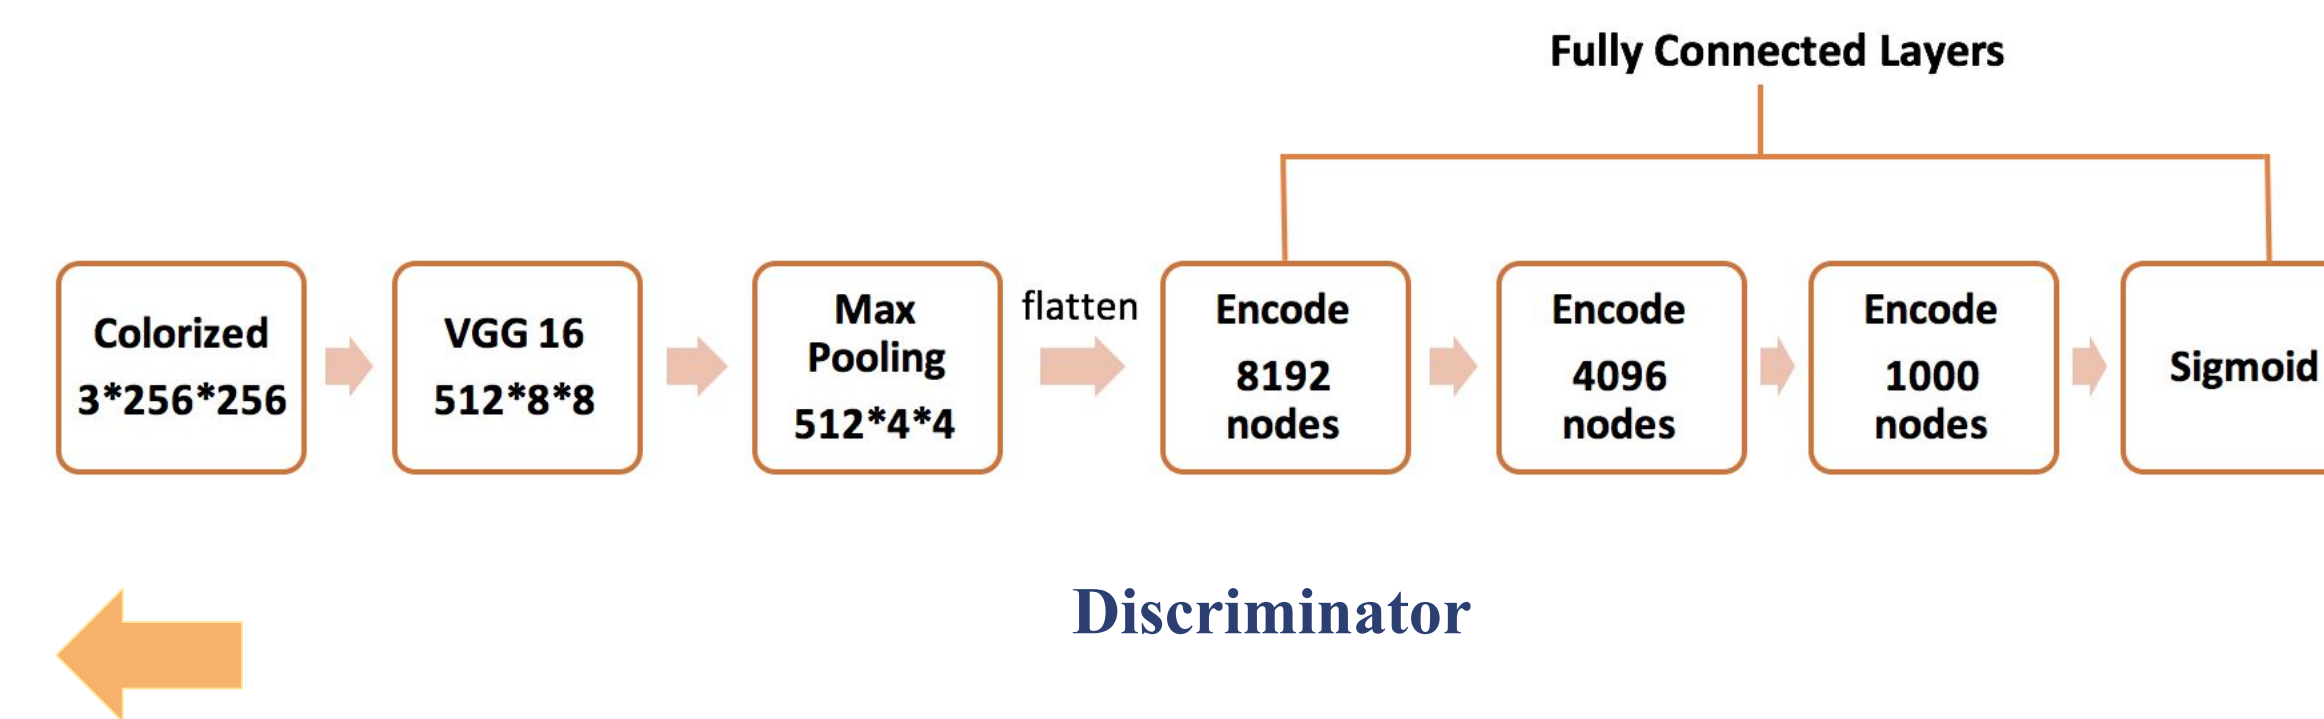 Fully Connected Layers
Colorized
3*256*256
VGG 16
512*8*8
Max
Pooling
512*4*4
flatten
Encode
8192
nodes
Encode
4096
nodes
Encode
1000
nodes
Sigmoid
Discriminator